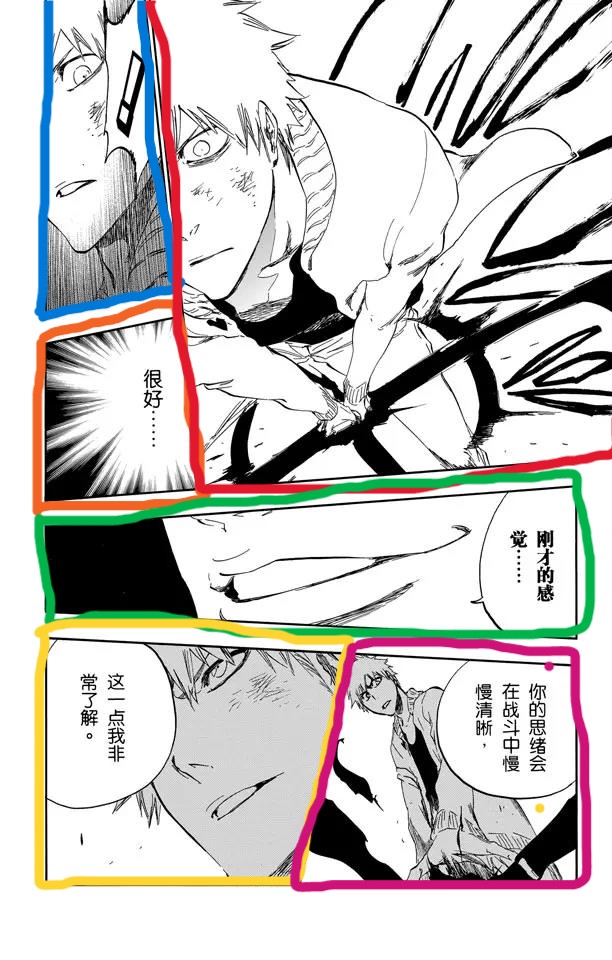 !
很好……
刚才的感
觉……
你的思绪会
在战斗中慢
慢清晰，
这一点我非
常了解。